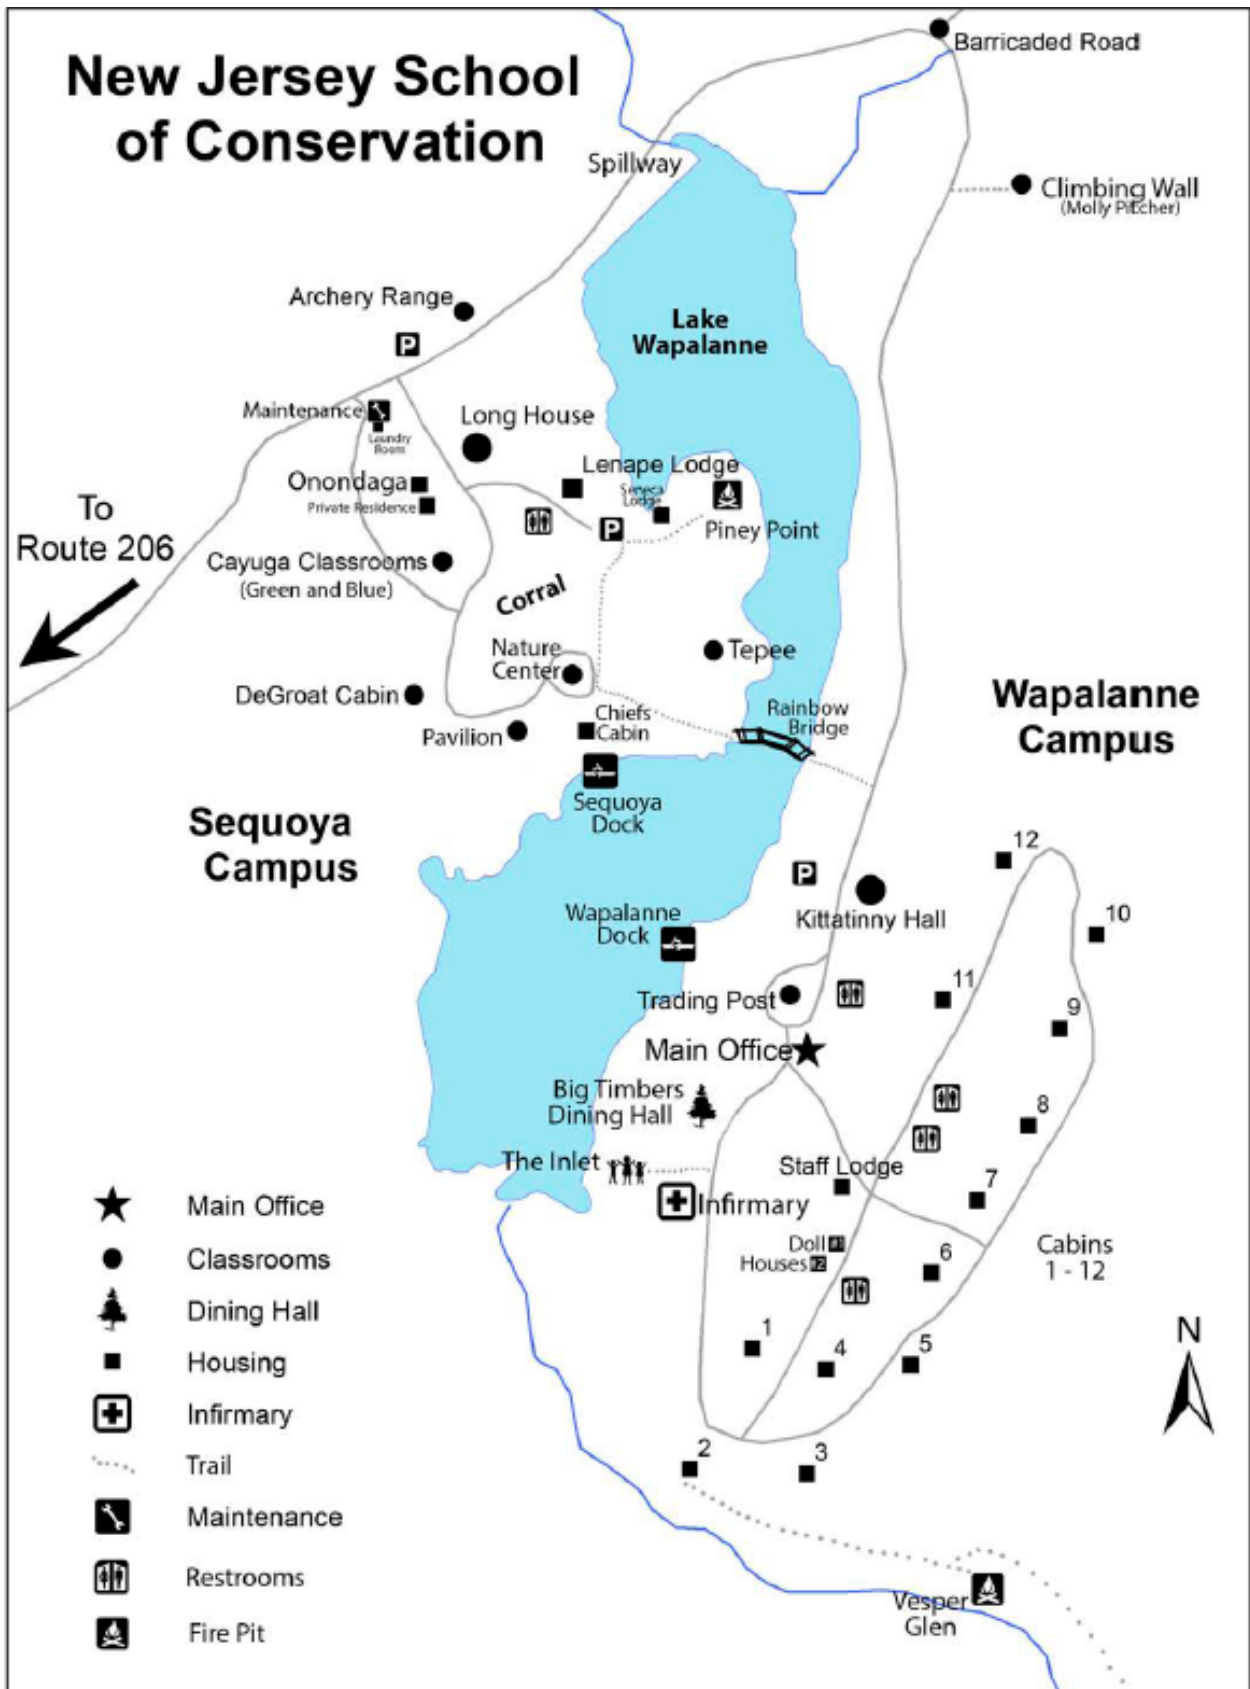 New Jersey School
of Conservation
Barricaded Road
Spillway
Climbing Wall
(Molly Pitcher)
Archery Range
P
Lake
Wapalanne
Maintenance
Laundry
Room
Long House
Lenape Lodge
Seneca
Lodge
Onondaga
Private Residence
P
Piney Point
To
Route 206
Cayuga Classrooms
(Green and Blue)
Corral
Nature
Center
Tepee
DeGroat Cabin
Chiefs
Cabin
Rainbow
Bridge
Pavilion
Wapalanne
Campus
Sequoya
Dock
Sequoya
Campus
12
P
Kittatinny Hall
Wapalanne
Dock
10
11
Trading Post
9
Main Office
Big Timbers
Dining Hall
8
The Inlet
Staff Lodge
7
Infirmary
Doll
Houses
6
Cabins
1 - 12
1
4
5
2
3
N
Vesper
Glen
Main Office
Classrooms
Dining Hall
Housing
Infirmary
Trail
Maintenance
Restrooms
Fire Pit